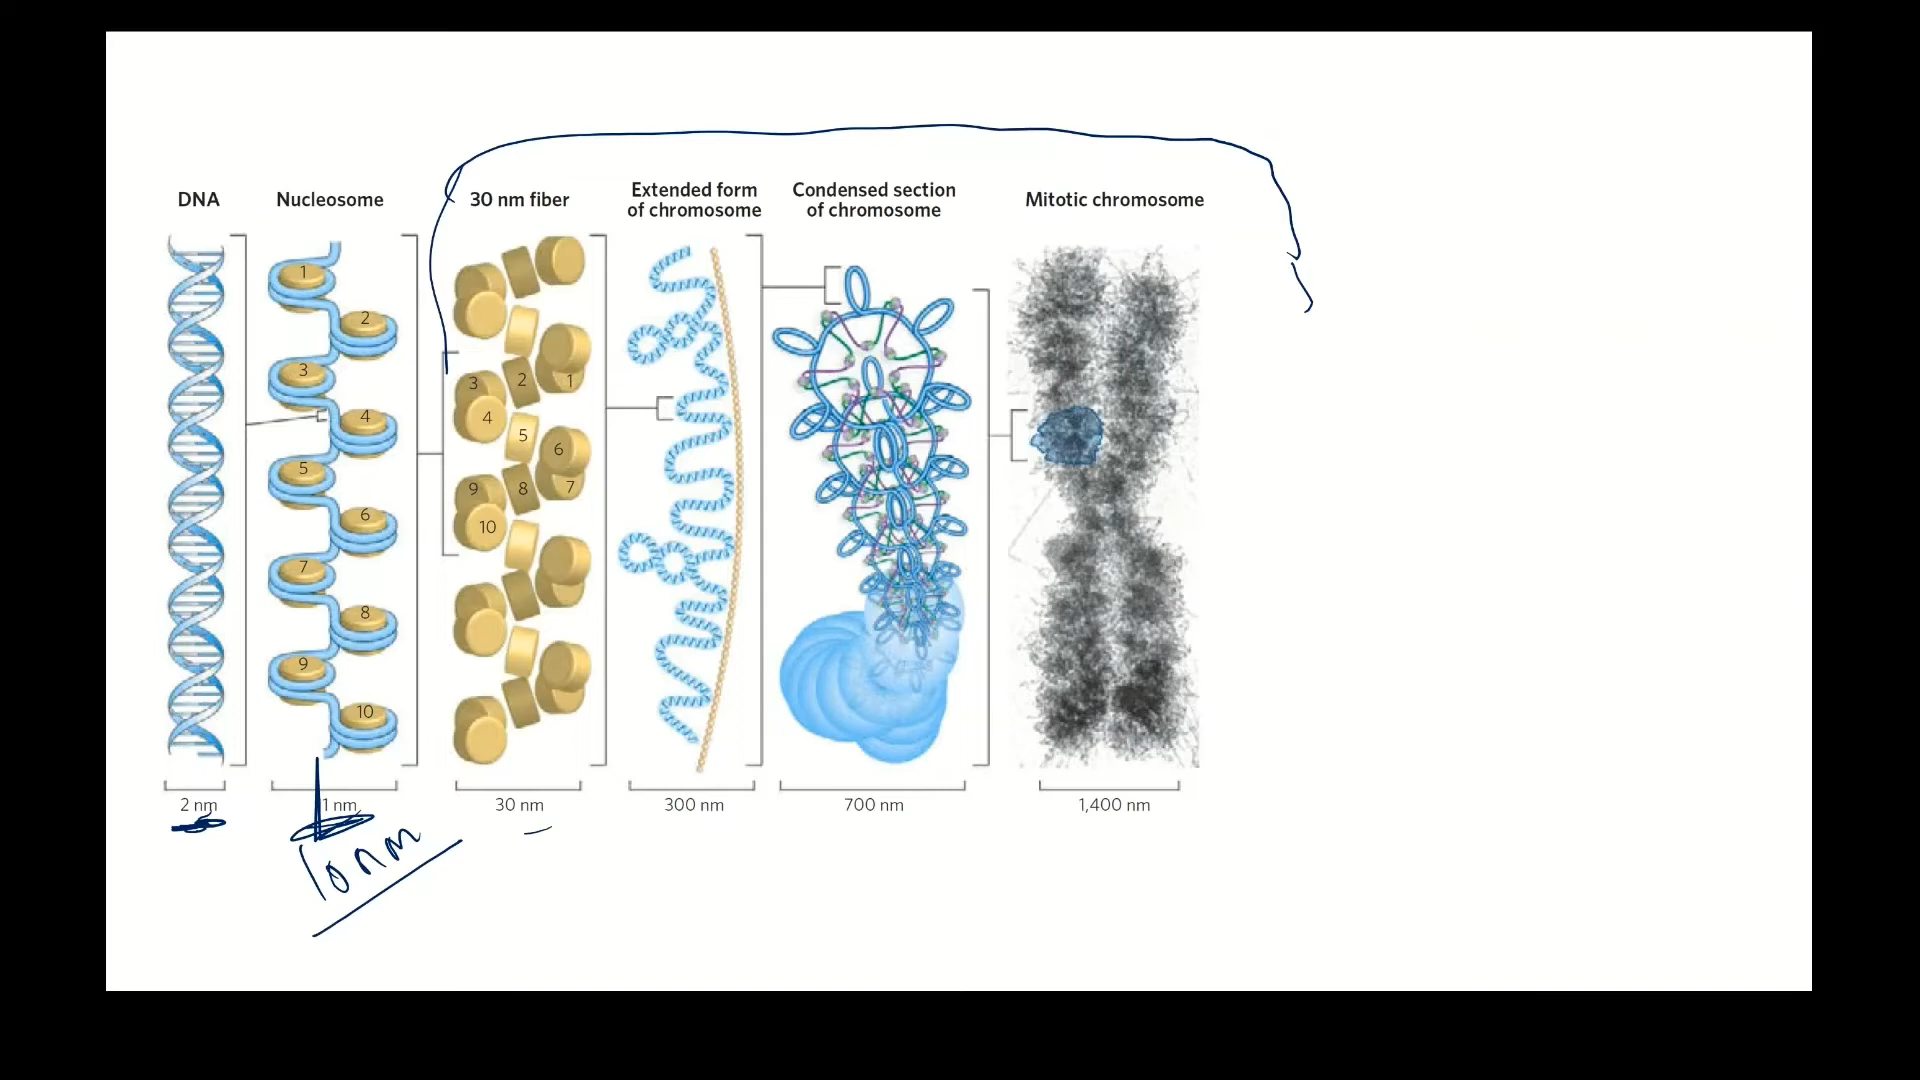 DNA
Nucleosome
30 nm fiber
Extended form
of chromosome
Condensed section
of chromosome
Mitotic chromosome
1
2
3
4
5
6
7
8
9
10
3
2
1
4
5
6
9
8
7
10
2 nm
1 nm
30 nm
300 nm
700 nm
1,400 nm
10nm